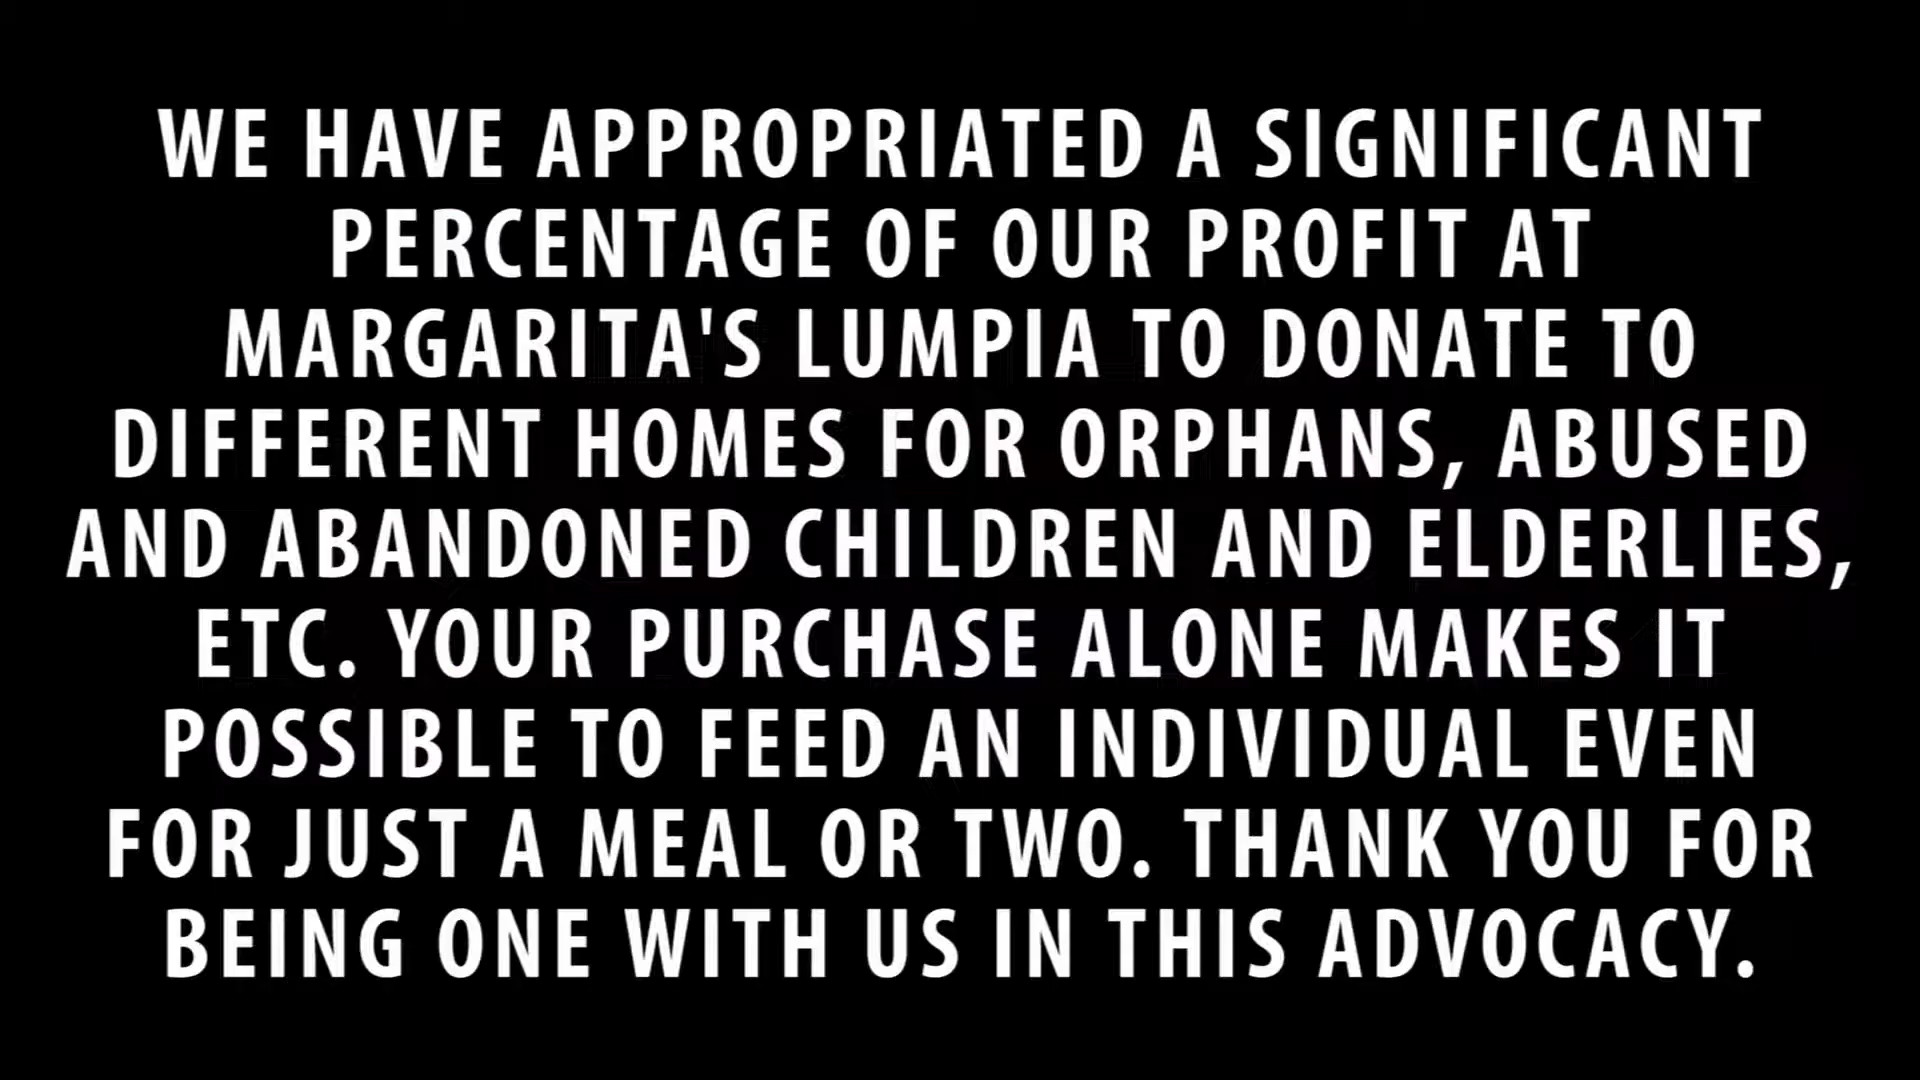 WE HAVE APPROPRIATED A SIGNIFICANT
PERCENTAGE OF OUR PROFIT AT
MARGARITA'S LUMPIA TO DONATE TO
DIFFERENT HOMES FOR ORPHANS, ABUSED
AND ABANDONED CHILDREN AND ELDERLIES,
ETC. YOUR PURCHASE ALONE MAKES IT
POSSIBLE TO FEED AN INDIVIDUAL EVEN
FOR JUST A MEAL OR TWO. THANK YOU FOR
BEING ONE WITH US IN THIS ADVOCACY.